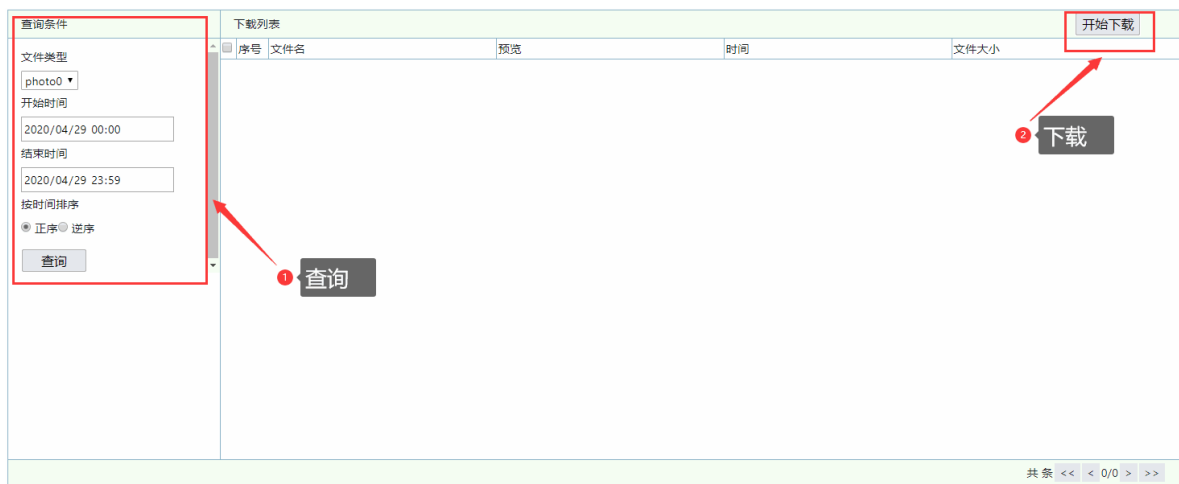 查询条件
下载列表
开始下载
文件类型
序号 文件名 预览 时间 文件大小
photo0
开始时间
2020/04/29 00:00
结束时间
2020/04/29 23:59
按时间排序
正序 逆序
查询
1 查询
2 下载
共 条 << < 0/0 > >>